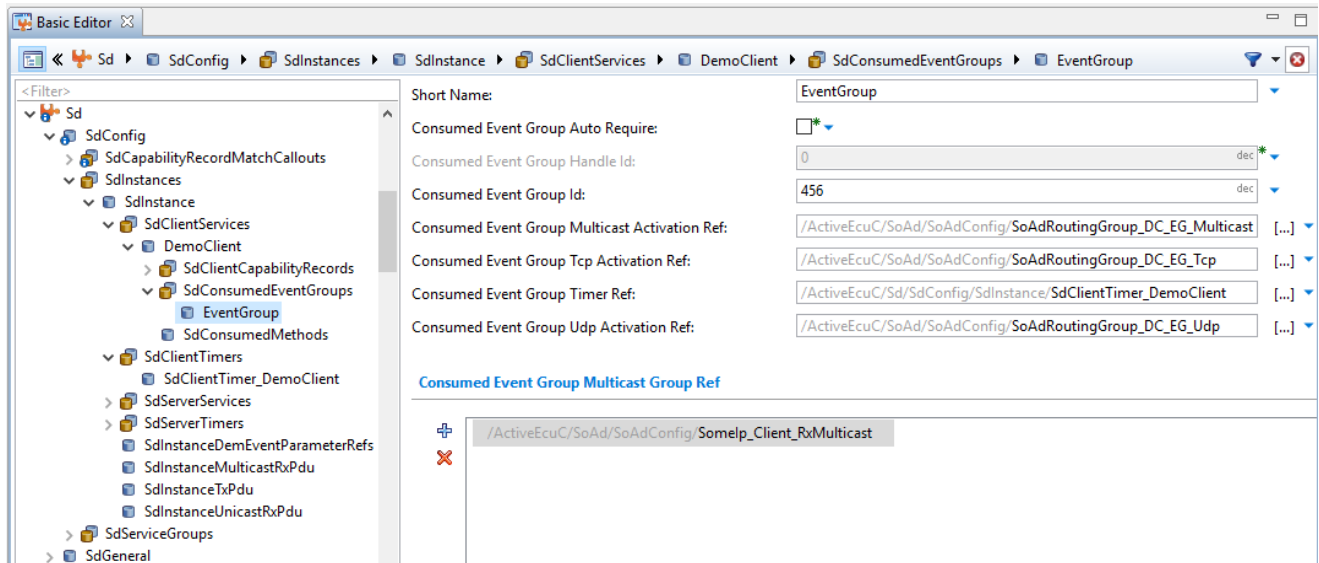 Basic Editor
Sd SdConfig SdInstances SdInstance SdClientServices DemoClient SdConsumedEventGroups EventGroup
<Filter>
Sd
SdConfig
SdCapabilityRecordMatchCallouts
SdInstances
SdInstance
SdClientServices
DemoClient
SdClientCapabilityRecords
SdConsumedEventGroups
EventGroup
SdConsumedMethods
SdClientTimers
SdClientTimer_DemoClient
SdServerServices
SdServerTimers
SdInstanceDemEventParameterRefs
SdInstanceMulticastRxPdu
SdInstanceTxPdu
SdInstanceUnicastRxPdu
SdServiceGroups
SdGeneral
Short Name: EventGroup
Consumed Event Group Auto Require: *
Consumed Event Group Handle Id: 0 dec *
Consumed Event Group Id: 456 dec
Consumed Event Group Multicast Activation Ref: /ActiveEcuC/SoAd/SoAdConfig/SoAdRoutingGroup_DC_EG_Multicast [...]
Consumed Event Group Tcp Activation Ref: /ActiveEcuC/SoAd/SoAdConfig/SoAdRoutingGroup_DC_EG_Tcp [...]
Consumed Event Group Timer Ref: /ActiveEcuC/Sd/SdConfig/SdInstance/SdClientTimer_DemoClient [...]
Consumed Event Group Udp Activation Ref: /ActiveEcuC/SoAd/SoAdConfig/SoAdRoutingGroup_DC_EG_Udp [...]
Consumed Event Group Multicast Group Ref
/ActiveEcuC/SoAd/SoAdConfig/SomeIp_Client_RxMulticast